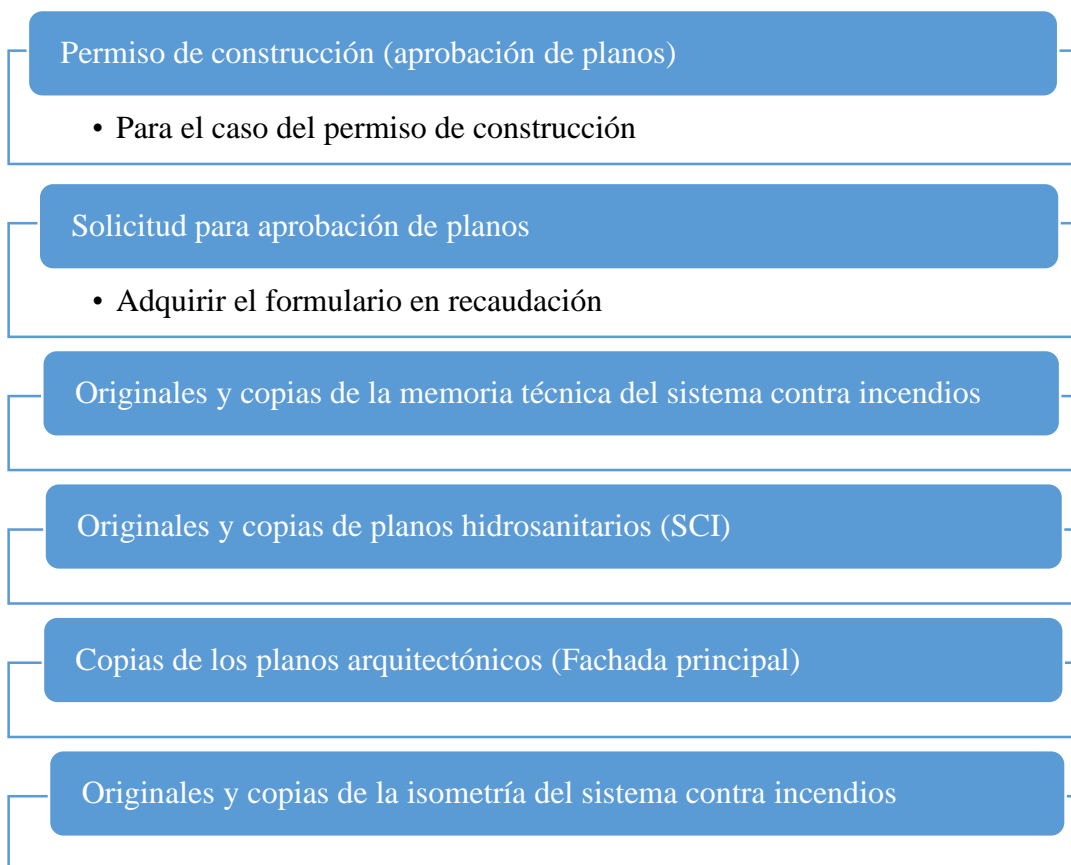 Permiso de construcción (aprobación de planos)
• Para el caso del permiso de construcción
Solicitud para aprobación de planos
• Adquirir el formulario en recaudación
Originales y copias de la memoria técnica del sistema contra incendios
Originales y copias de planos hidrosanitarios (SCI)
Copias de los planos arquitectónicos (Fachada principal)
Originales y copias de la isometría del sistema contra incendios